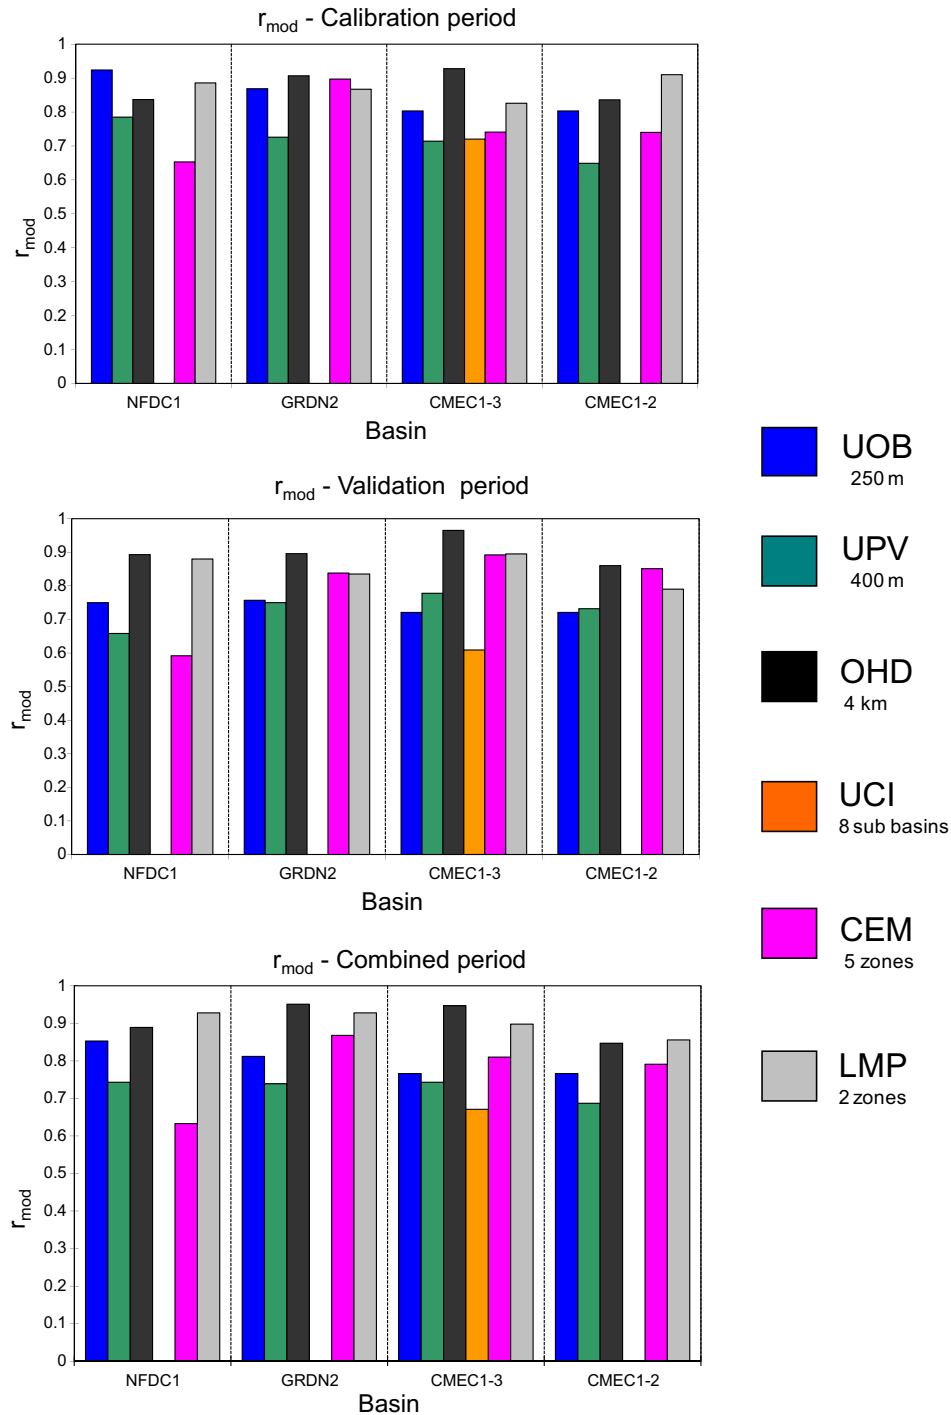 r_mod - Calibration period
1
0.9
0.8
0.7
0.6
0.5
0.4
0.3
0.2
0.1
0
r_mod
NFDC1 GRDN2 CMEC1-3 CMEC1-2
Basin
r_mod - Validation period
1
0.9
0.8
0.7
0.6
0.5
0.4
0.3
0.2
0.1
0
r_mod
NFDC1 GRDN2 CMEC1-3 CMEC1-2
Basin
r_mod - Combined period
1
0.9
0.8
0.7
0.6
0.5
0.4
0.3
0.2
0.1
0
r_mod
NFDC1 GRDN2 CMEC1-3 CMEC1-2
Basin
UOB
250 m
UPV
400 m
OHD
4 km
UCI
8 sub basins
CEM
5 zones
LMP
2 zones